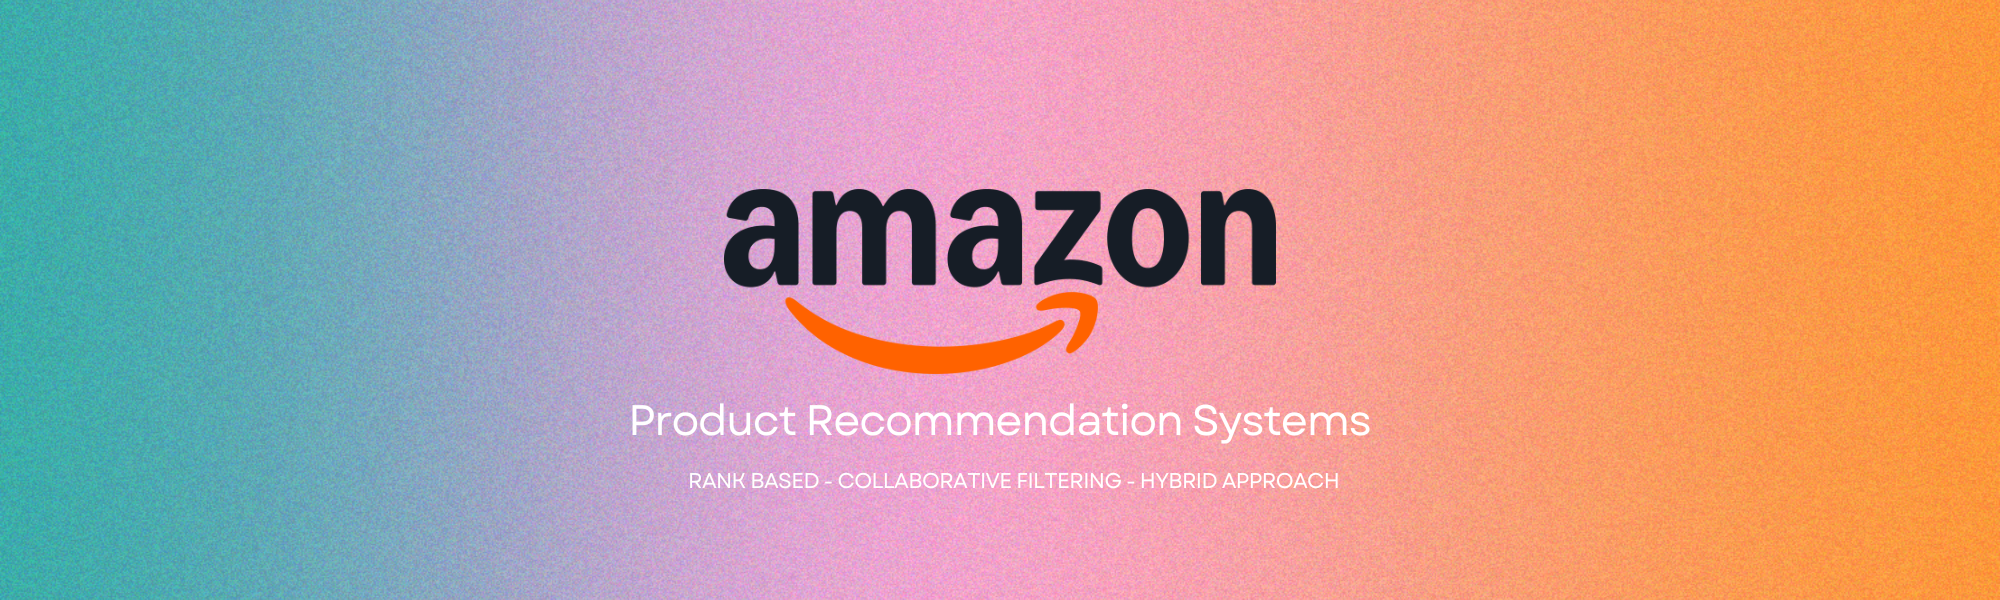 amazon
Product Recommendation Systems
RANK BASED - COLLABORATIVE FILTERING - HYBRID APPROACH